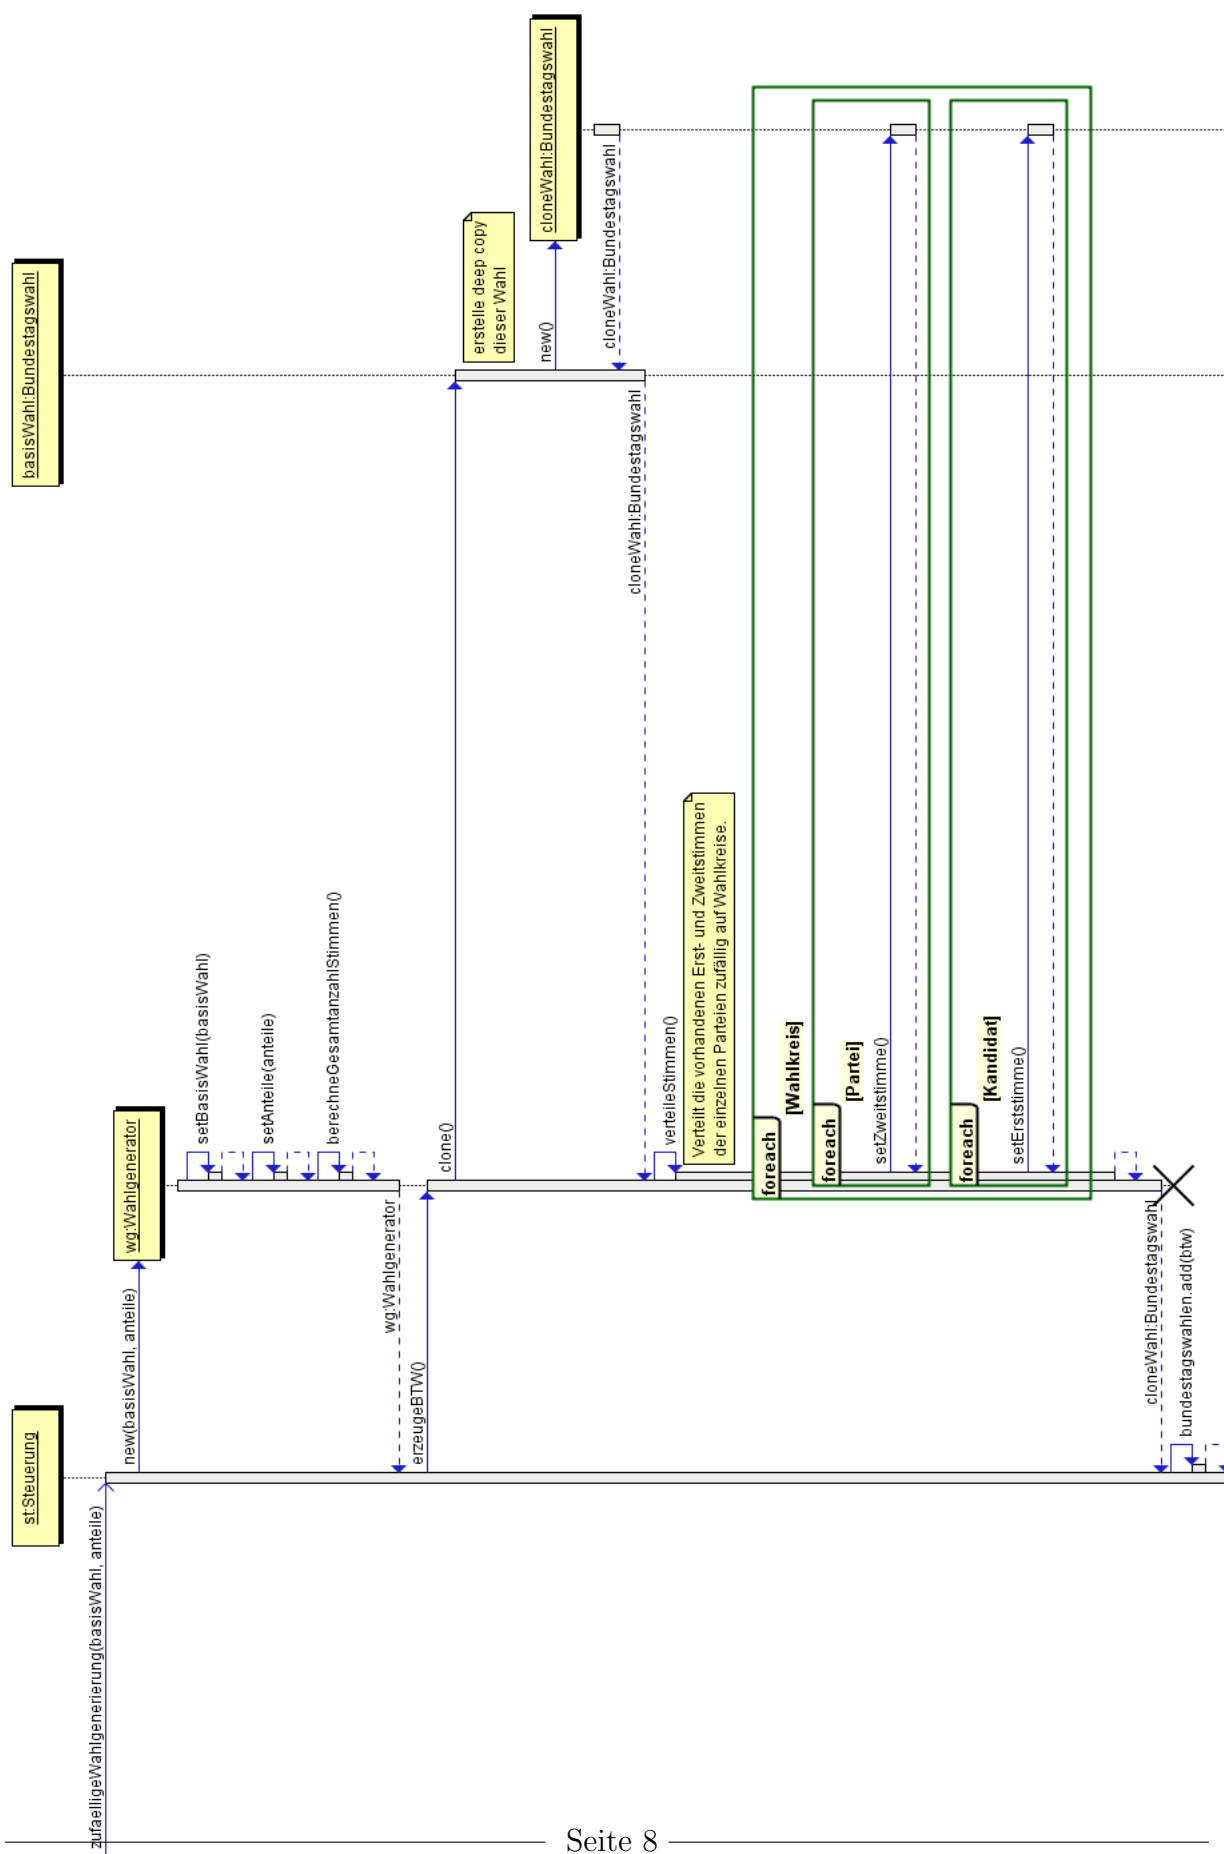 st:Steuerung
basisWahl:Bundestagswahl
zufaelligeWahlgenerierung(basisWahl, anteile)
new(basisWahl, anteile)
wg:Wahlgenerator
setBasisWahl(basisWahl)
setAnteile(anteile)
berechneGesamtanzahlStimmen()
wg:Wahlgenerator
erzeugeBTW()
clone()
erstelle deep copy
dieser Wahl
new()
cloneWahl:Bundestagswahl
cloneWahl:Bundestagswahl
cloneWahl:Bundestagswahl
verteileStimmen()
Verteilt die vorhandenen Erst- und Zweitstimmen
der einzelnen Parteien zufällig auf Wahlkreise.
foreach
[Wahlkreis]
foreach
[Partei]
setZweitstimme()
foreach
[Kandidat]
setErststimme()
cloneWahl:Bundestagswahl
bundestagswahlen.add(btw)
Seite 8